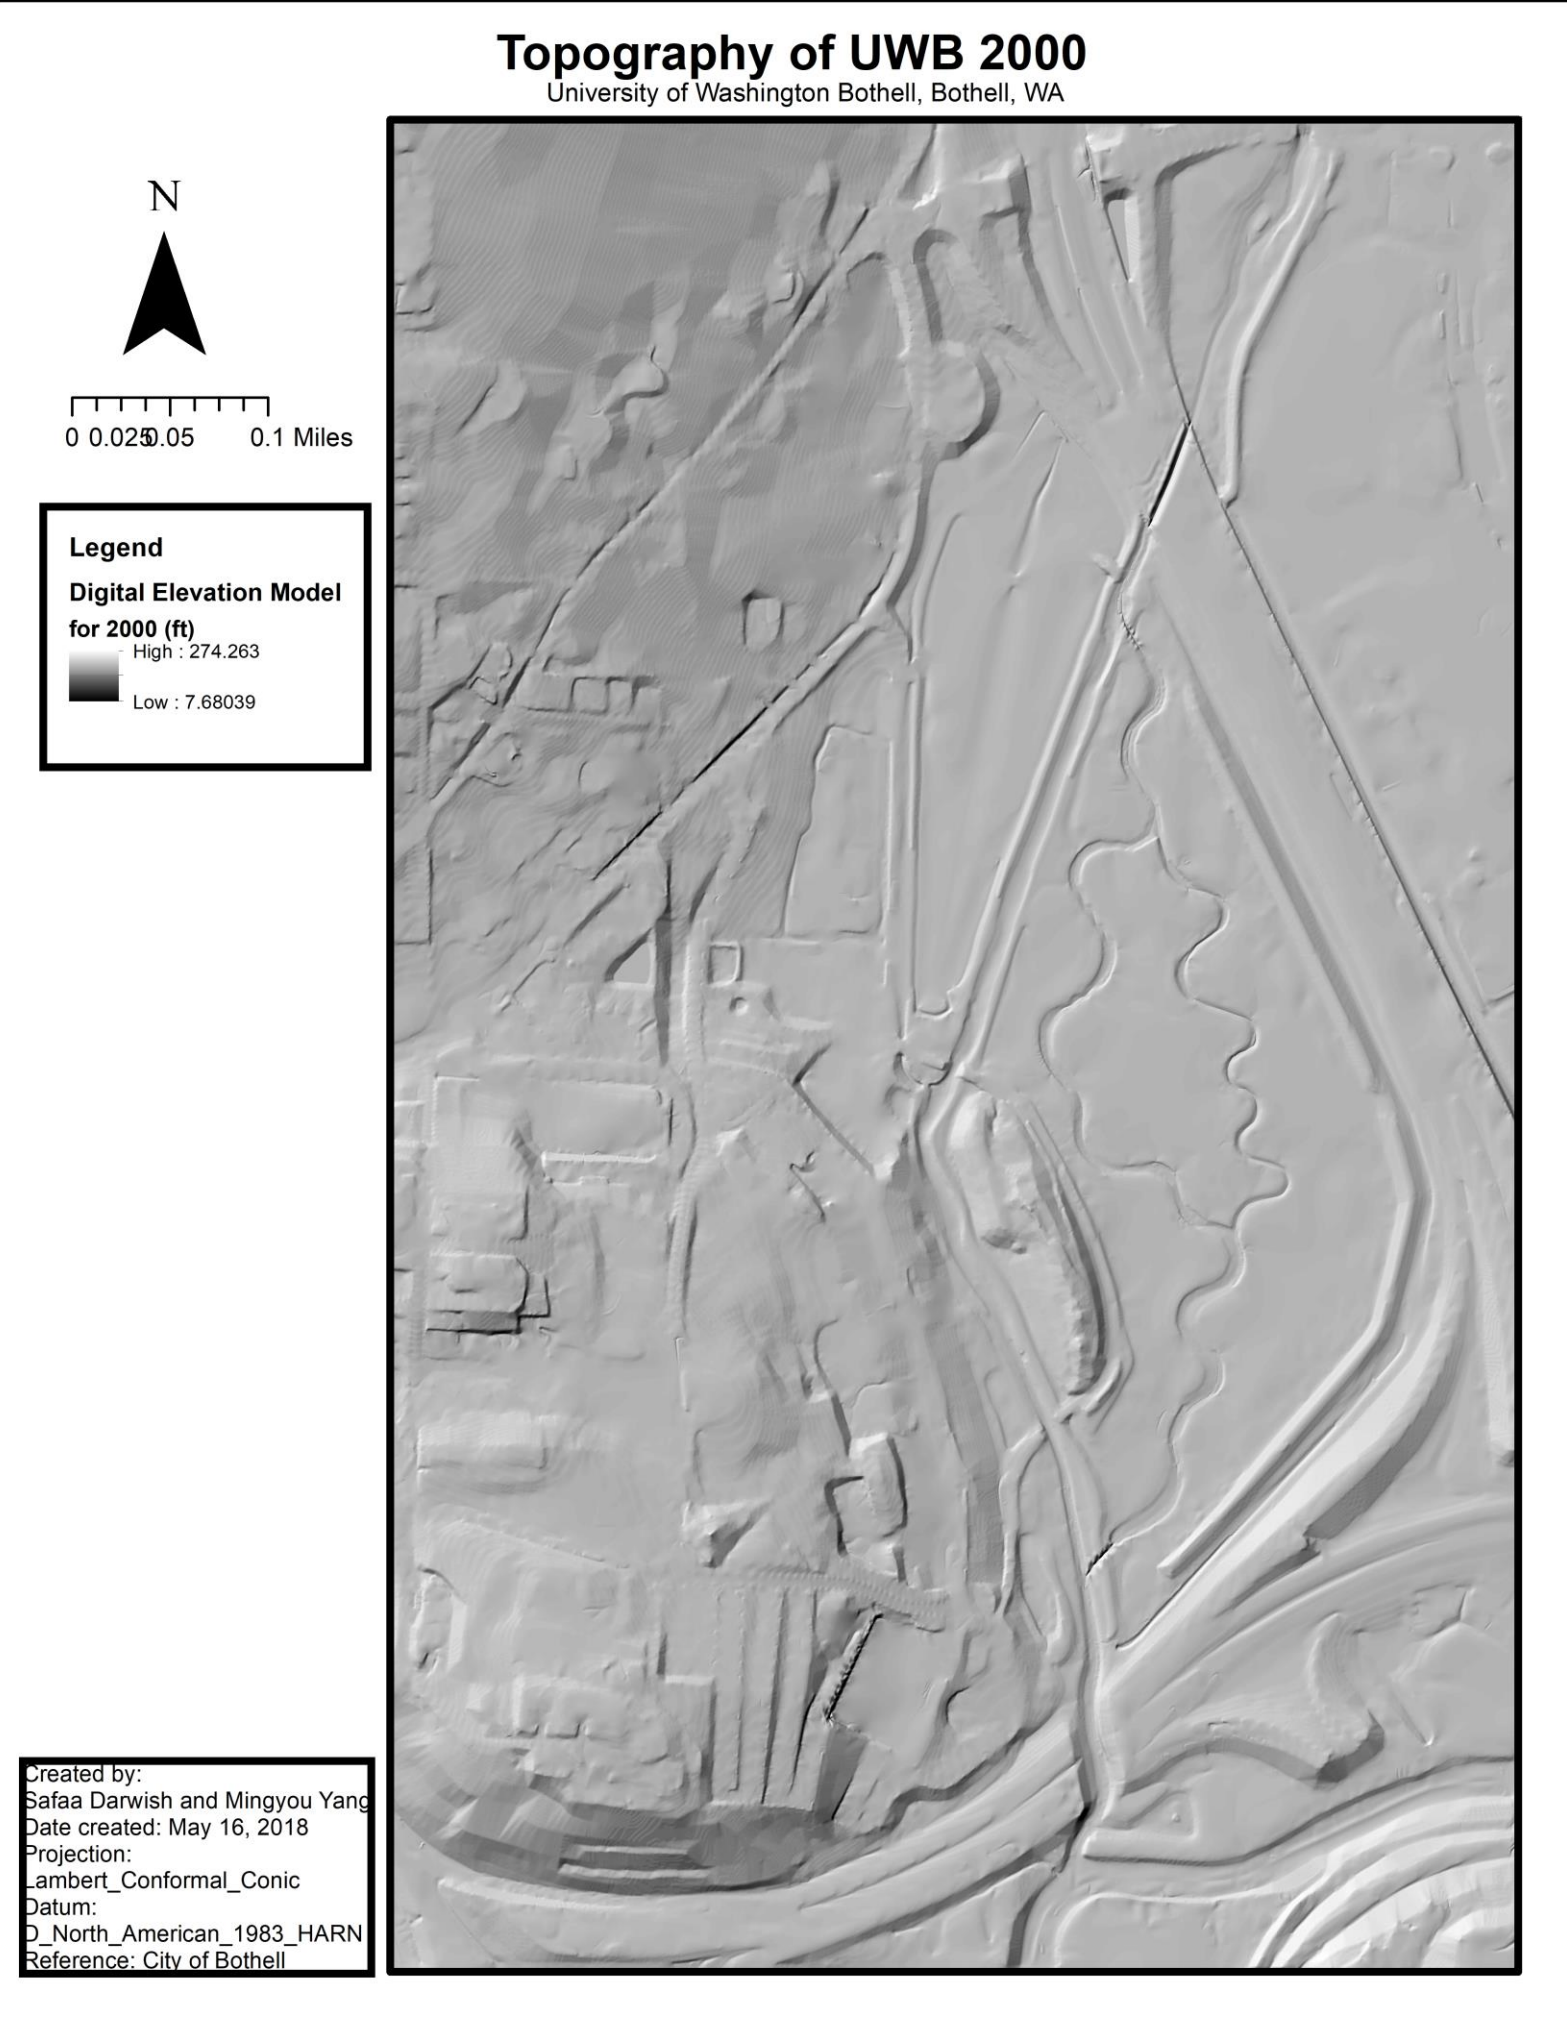 Topography of UWB 2000
University of Washington Bothell, Bothell, WA
N
0 0.025 0.05 0.1 Miles
Legend
Digital Elevation Model
for 2000 (ft)
High : 274.263
Low : 7.68039
Created by:
Safaa Darwish and Mingyou Yang
Date created: May 16, 2018
Projection:
Lambert_Conformal_Conic
Datum:
D_North_American_1983_HARN
Reference: City of Bothell